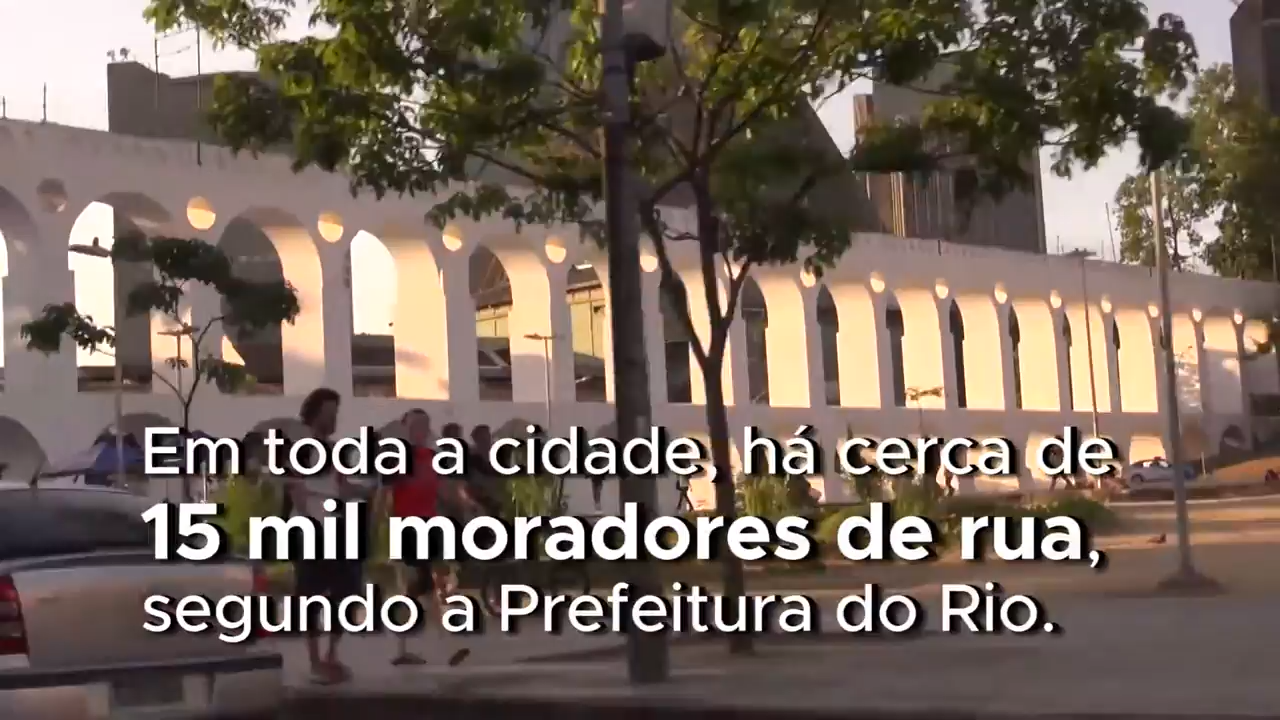 Em toda a cidade, há cerca de
15 mil moradores de rua,
segundo a Prefeitura do Rio.